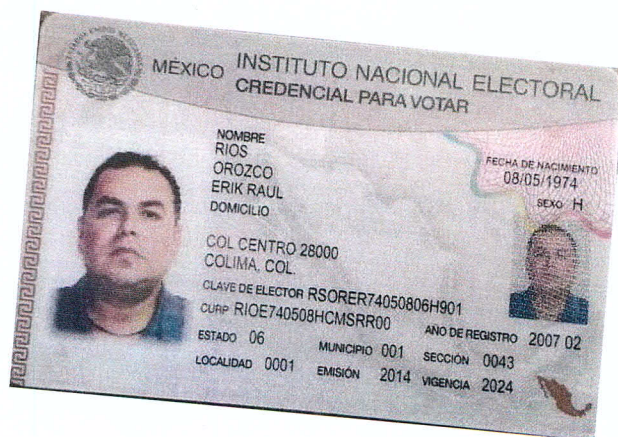 MÉXICO INSTITUTO NACIONAL ELECTORAL
CREDENCIAL PARA VOTAR
NOMBRE
RIOS
OROZCO
ERIK RAUL
DOMICILIO
COL CENTRO 28000
COLIMA, COL.
FECHA DE NACIMIENTO
08/05/1974
SEXO H
CLAVE DE ELECTOR RSORER74050806H901
CURP RIOE740508HCMSRR00 AÑO DE REGISTRO 2007 02
ESTADO 06 MUNICIPIO 001 SECCIÓN 0043
LOCALIDAD 0001 EMISIÓN 2014 VIGENCIA 2024